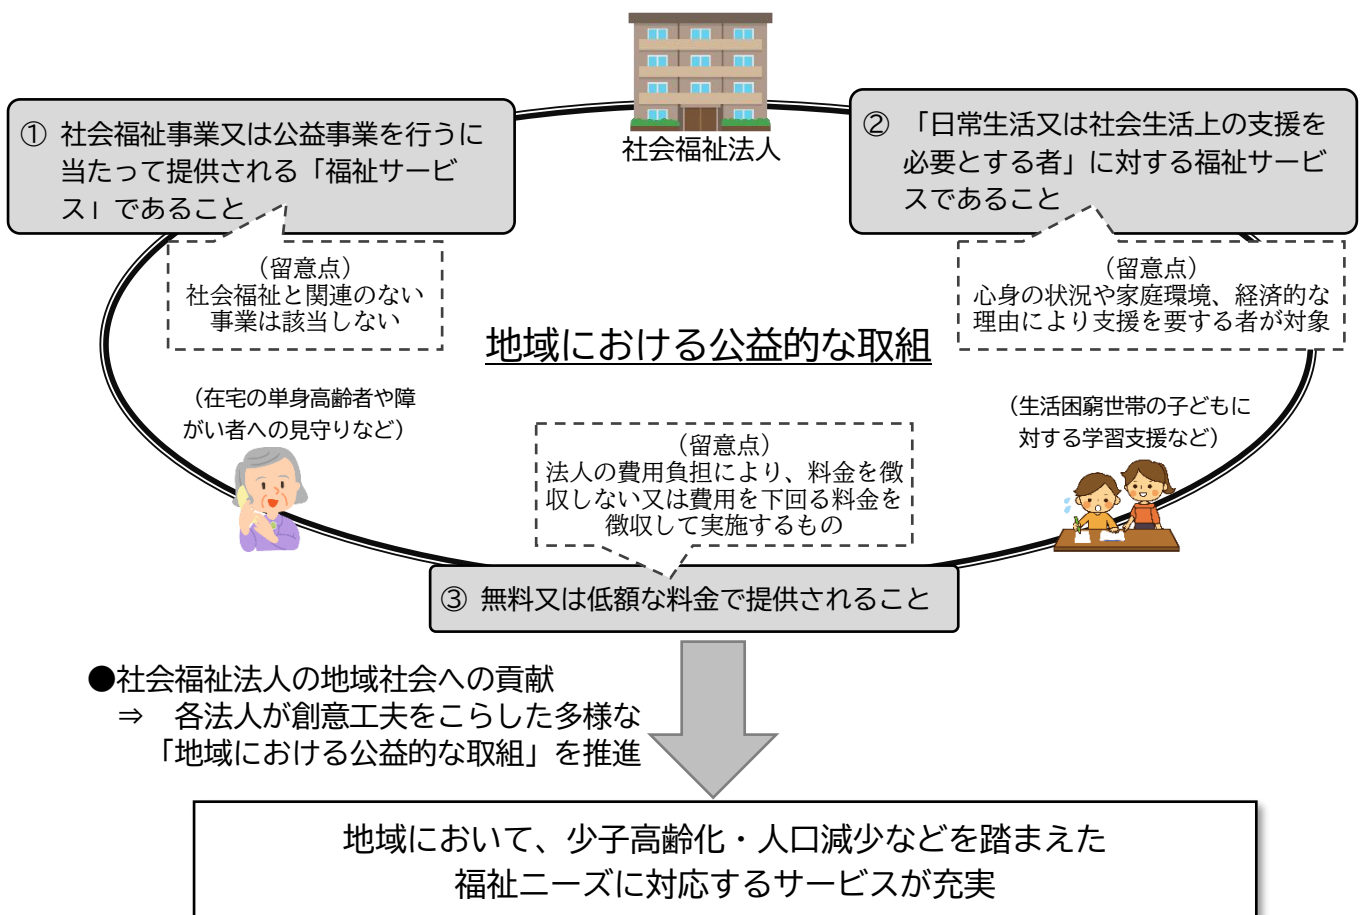 社会福祉法人
① 社会福祉事業又は公益事業を行うに
当たって提供される「福祉サービ
ス」であること
(留意点)
社会福祉と関連のない
事業は該当しない
② 「日常生活又は社会生活上の支援を
必要とする者」に対する福祉サービ
スであること
(留意点)
心身の状況や家庭環境、経済的な
理由により支援を要する者が対象
地域における公益的な取組
(在宅の単身高齢者や障
がい者への見守りなど)
(生活困窮世帯の子どもに
対する学習支援など)
(留意点)
法人の費用負担により、料金を徴
収しない又は費用を下回る料金を
徴収して実施するもの
③ 無料又は低額な料金で提供されること
●社会福祉法人の地域社会への貢献
⇒ 各法人が創意工夫をこらした多様な
「地域における公益的な取組」を推進
地域において、少子高齢化・人口減少などを踏まえた
福祉ニーズに対応するサービスが充実